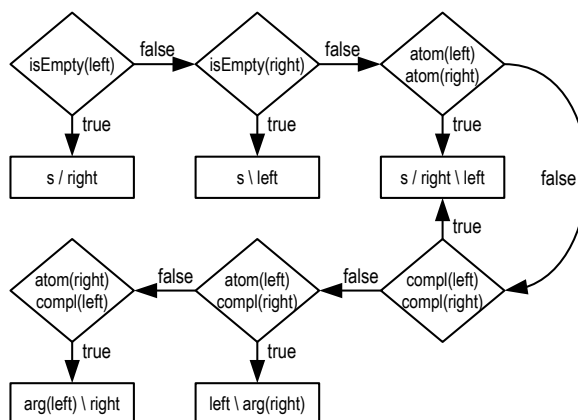 isEmpty(left)
false
isEmpty(right)
false
atom(left)
atom(right)
true
true
true
s / right
s \ left
s / right \ left
false
true
atom(right)
compl(left)
false
atom(left)
compl(right)
false
compl(left)
compl(right)
true
true
arg(left) \ right
left \ arg(right)